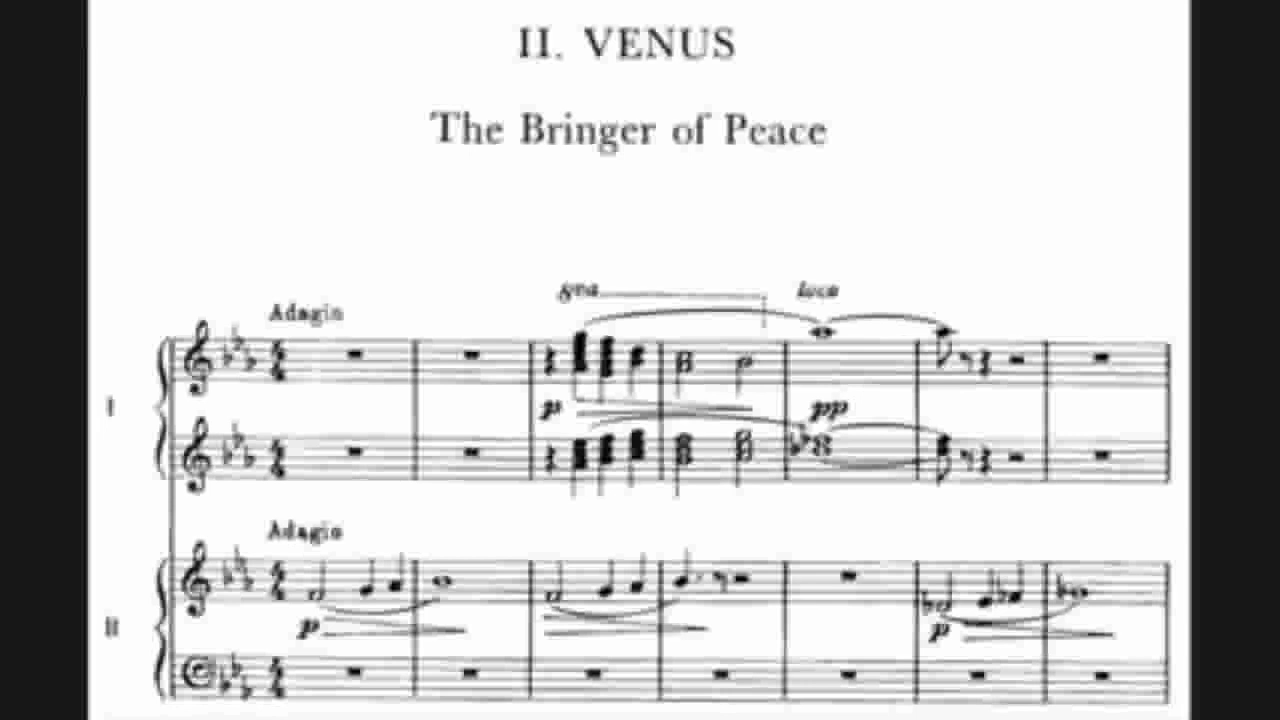 II. VENUS
The Bringer of Peace
Adagio
8va
loco
I
p
pp
Adagio
II
p
p